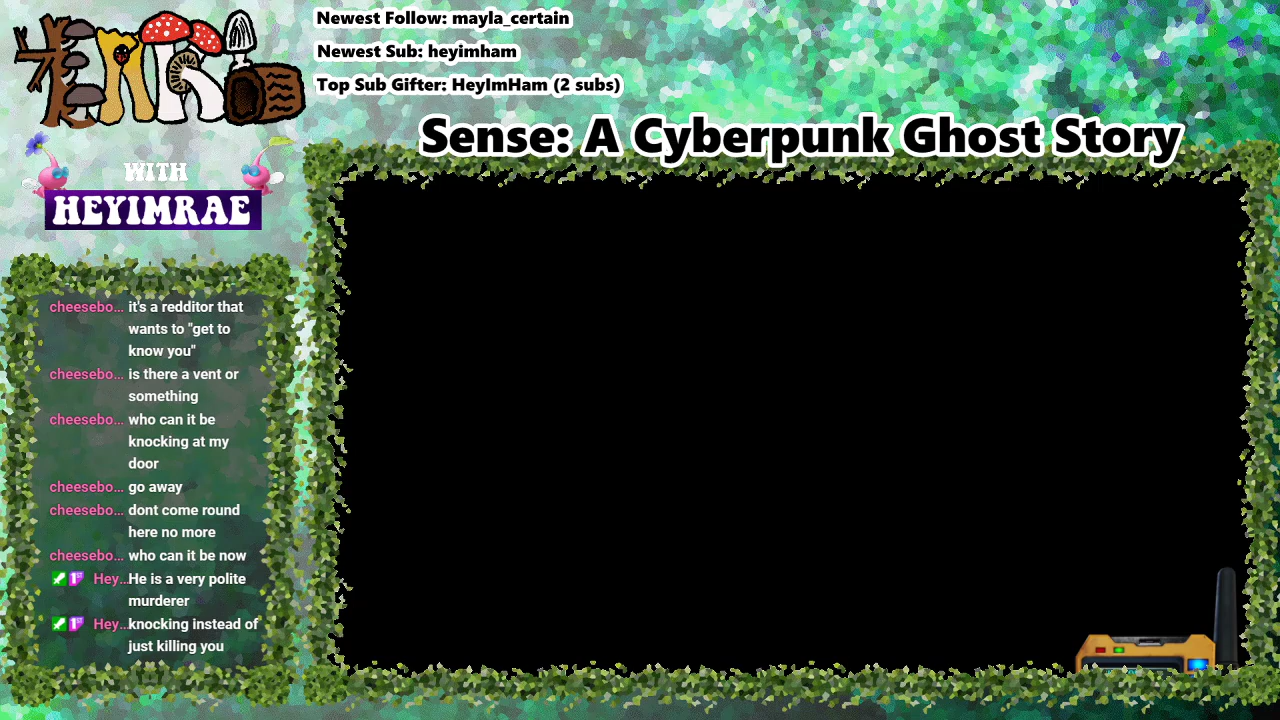 Newest Follow: mayla_certain
Newest Sub: heyimham
Top Sub Gifter: HeyImHam (2 subs)
Sense: A Cyberpunk Ghost Story
WITH
HEYIMRAE
cheesebo... it's a redditor that
wants to "get to
know you"
cheesebo... is there a vent or
something
cheesebo... who can it be
knocking at my
door
cheesebo... go away
cheesebo... dont come round
here no more
cheesebo... who can it be now
Hey... He is a very polite
murderer
Hey... knocking instead of
just killing you